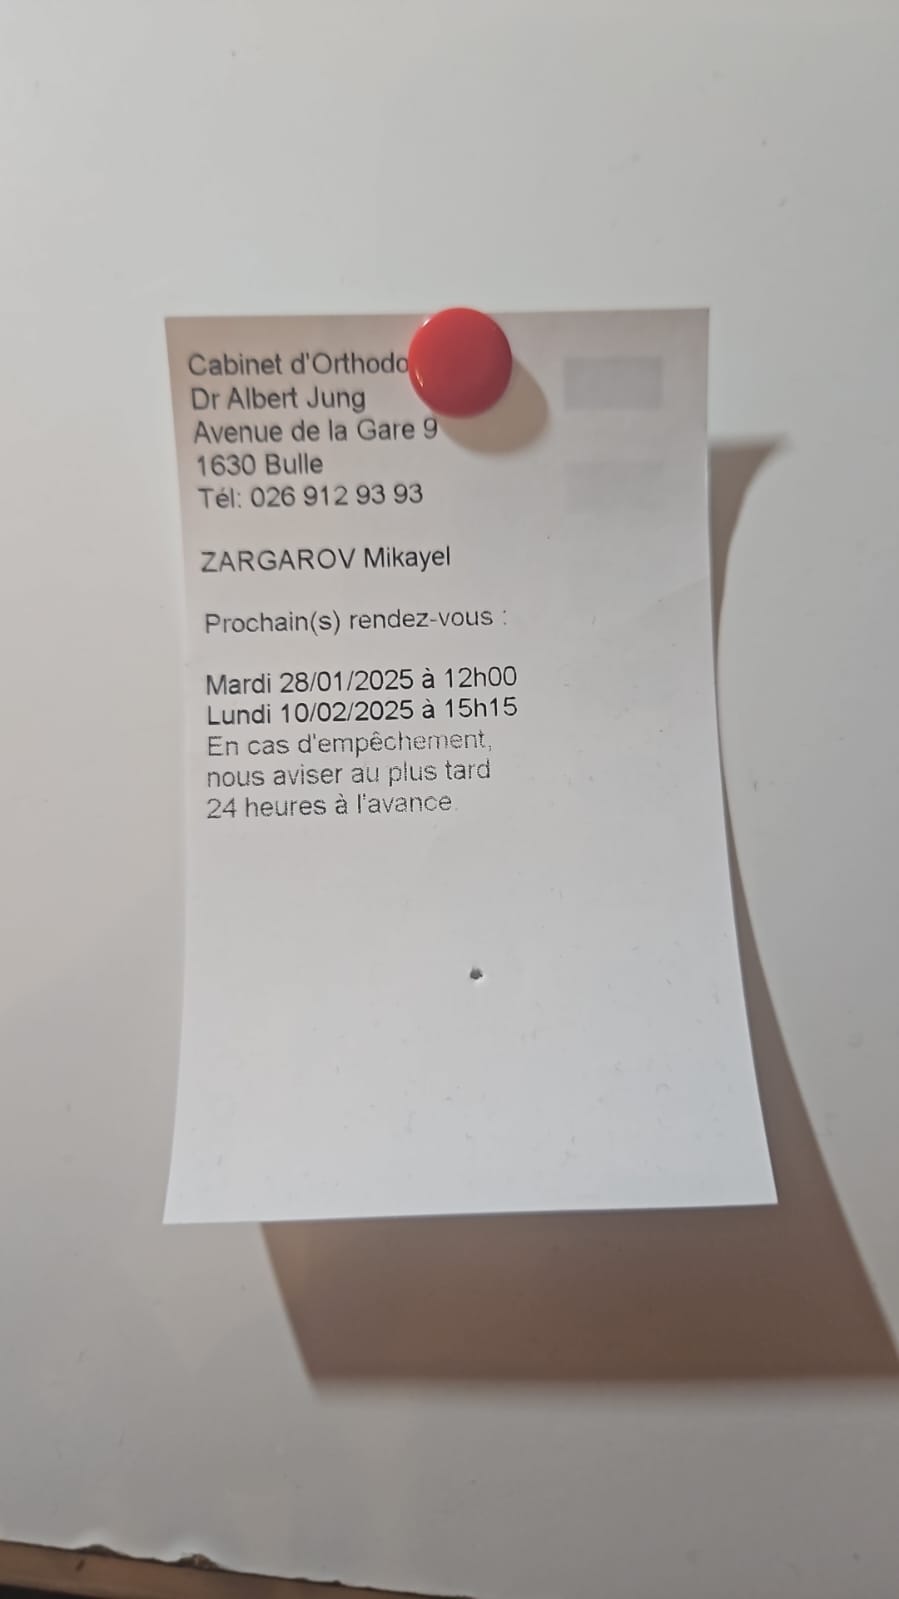 Cabinet d'Orthodo
Dr Albert Jung
Avenue de la Gare 9
1630 Bulle
Tél: 026 912 93 93
ZARGAROV Mikayel
Prochain(s) rendez-vous :
Mardi 28/01/2025 à 12h00
Lundi 10/02/2025 à 15h15
En cas d'empêchement,
nous aviser au plus tard
24 heures à l'avance.